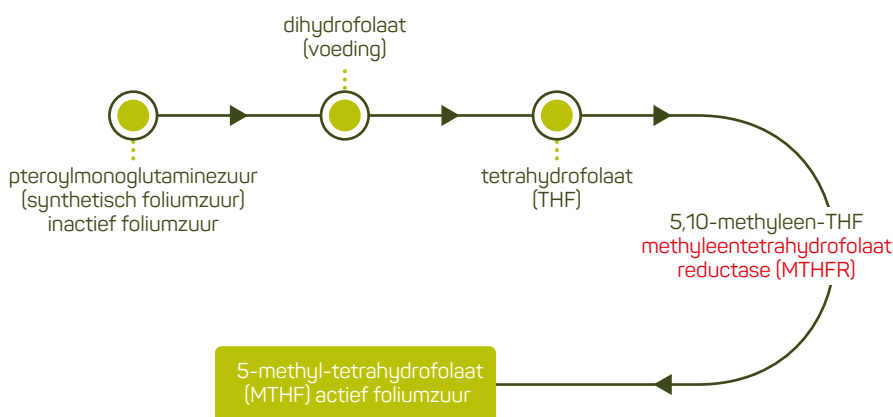 dihydrofolaat
(voeding)
pteroylmonoglutaminezuur
(synthetisch foliumzuur)
inactief foliumzuur
tetrahydrofolaat
(THF)
5,10-methyleen-THF
methyleentetrahydrofolaat
reductase (MTHFR)
5-methyl-tetrahydrofolaat
(MTHF) actief foliumzuur